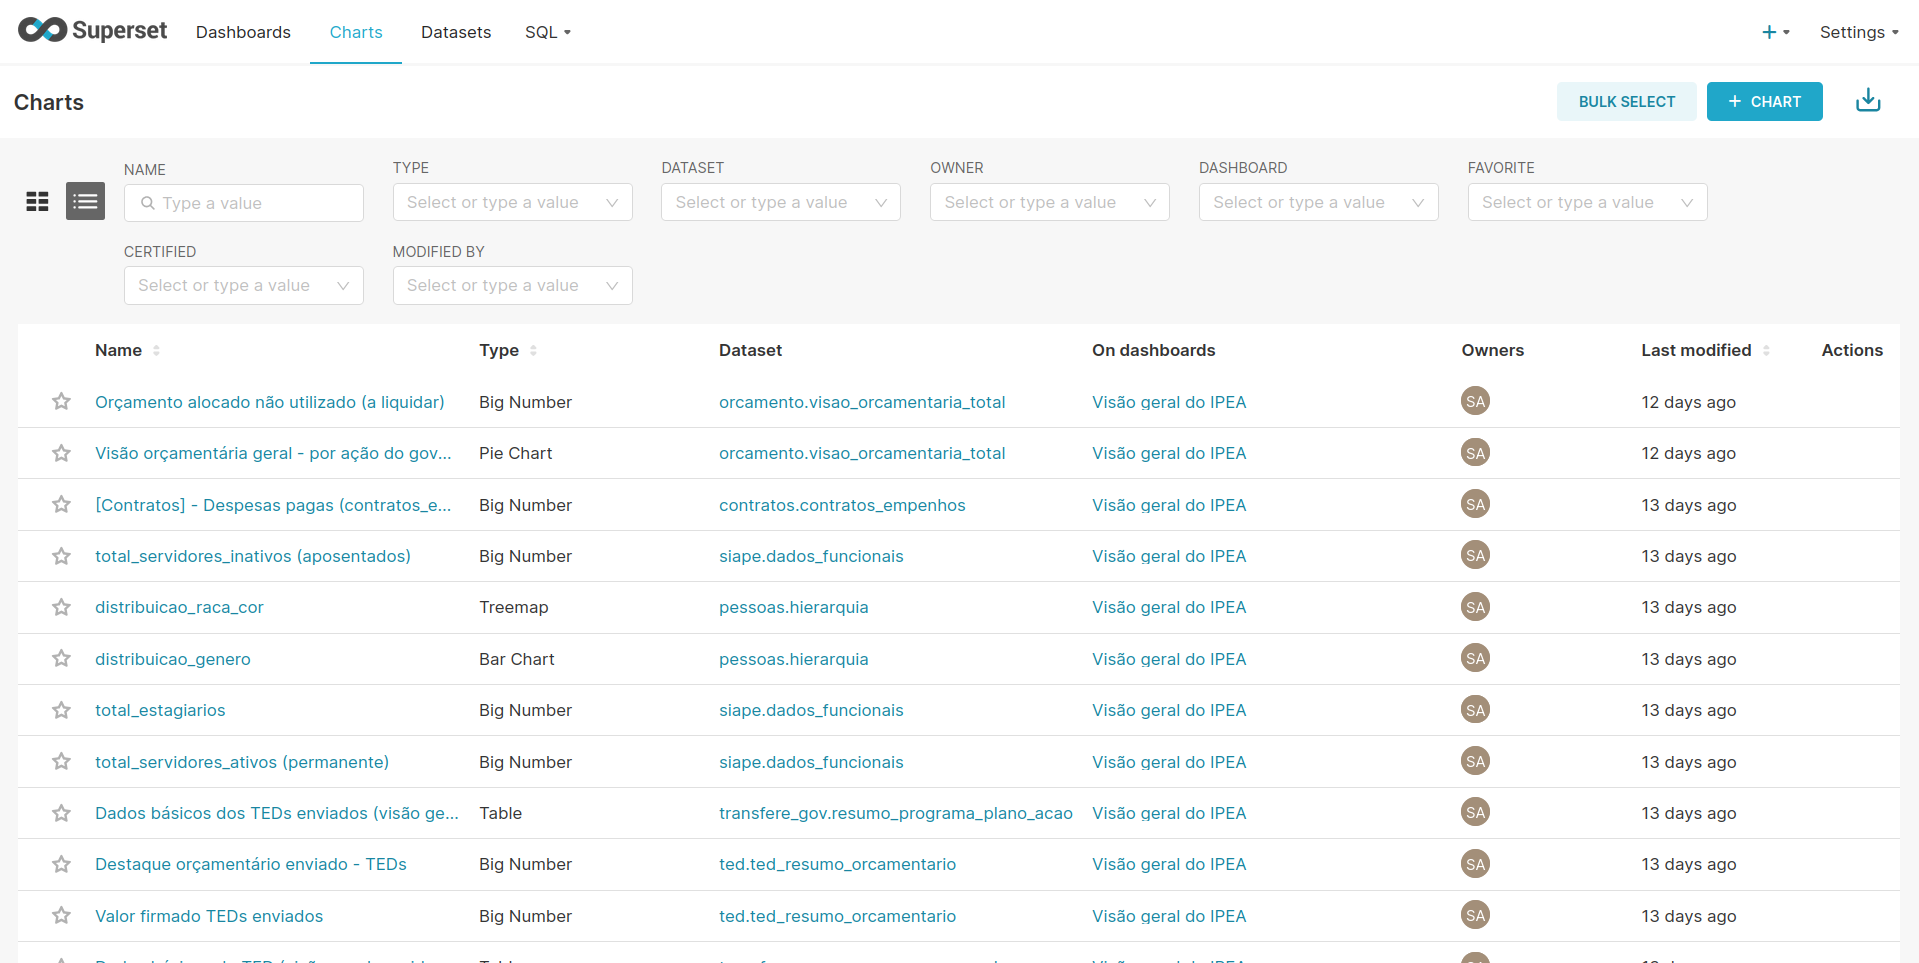 Superset Dashboards Charts Datasets SQL + Settings
Charts BULK SELECT + CHART
NAME TYPE DATASET OWNER DASHBOARD FAVORITE
Type a value Select or type a value Select or type a value Select or type a value Select or type a value Select or type a value
CERTIFIED MODIFIED BY
Select or type a value Select or type a value
Name Type Dataset On dashboards Owners Last modified Actions
Orçamento alocado não utilizado (a liquidar) Big Number orcamento.visao_orcamentaria_total Visão geral do IPEA SA 12 days ago
Visão orçamentária geral - por ação do gov... Pie Chart orcamento.visao_orcamentaria_total Visão geral do IPEA SA 12 days ago
[Contratos] - Despesas pagas (contratos_e... Big Number contratos.contratos_empenhos Visão geral do IPEA SA 13 days ago
total_servidores_inativos (aposentados) Big Number siape.dados_funcionais Visão geral do IPEA SA 13 days ago
distribuicao_raca_cor Treemap pessoas.hierarquia Visão geral do IPEA SA 13 days ago
distribuicao_genero Bar Chart pessoas.hierarquia Visão geral do IPEA SA 13 days ago
total_estagiarios Big Number siape.dados_funcionais Visão geral do IPEA SA 13 days ago
total_servidores_ativos (permanente) Big Number siape.dados_funcionais Visão geral do IPEA SA 13 days ago
Dados básicos dos TEDs enviados (visão ge... Table transfere_gov.resumo_programa_plano_acao Visão geral do IPEA SA 13 days ago
Destaque orçamentário enviado - TEDs Big Number ted.ted_resumo_orcamentario Visão geral do IPEA SA 13 days ago
Valor firmado TEDs enviados Big Number ted.ted_resumo_orcamentario Visão geral do IPEA SA 13 days ago